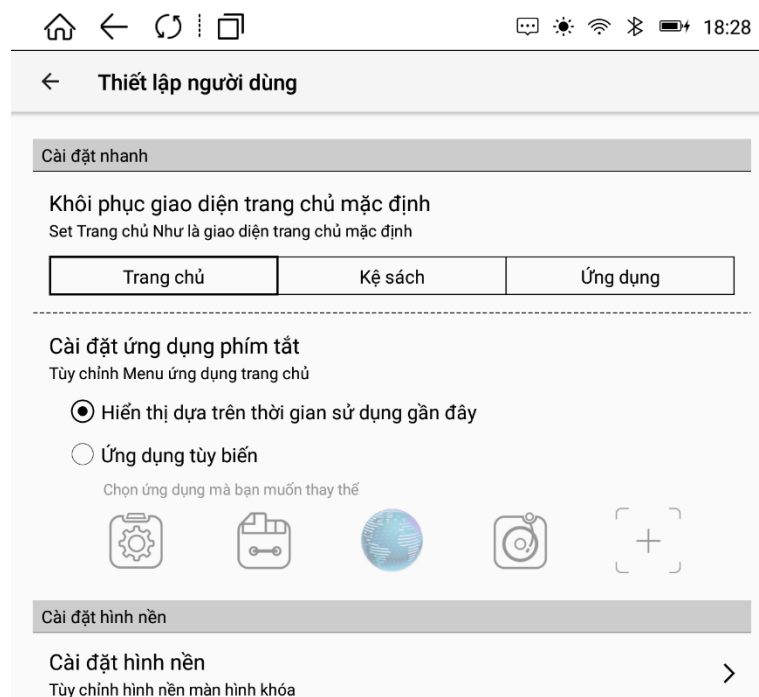 18:28
Thiết lập người dùng
Cài đặt nhanh
Khôi phục giao diện trang chủ mặc định
Set Trang chủ Như là giao diện trang chủ mặc định
Trang chủ Kệ sách Ứng dụng
Cài đặt ứng dụng phím tắt
Tùy chỉnh Menu ứng dụng trang chủ
Hiển thị dựa trên thời gian sử dụng gần đây
Ứng dụng tùy biến
Chọn ứng dụng mà bạn muốn thay thế
Cài đặt hình nền
Cài đặt hình nền
Tùy chỉnh hình nền màn hình khóa